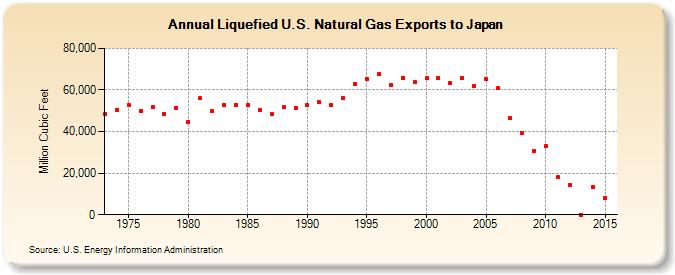 Annual Liquefied U.S. Natural Gas Exports to Japan
Million Cubic Feet
80,000
60,000
40,000
20,000
0
1975 1980 1985 1990 1995 2000 2005 2010 2015
Source: U.S. Energy Information Administration